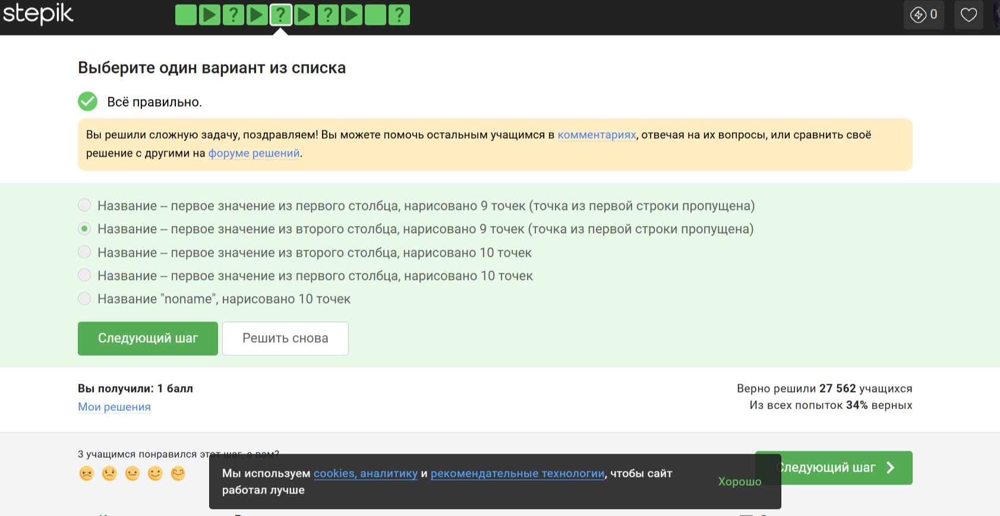 stepik
? ? ? ? ?
0
Выберите один вариант из списка
Всё правильно.
Вы решили сложную задачу, поздравляем! Вы можете помочь остальным учащимся в комментариях, отвечая на их вопросы, или сравнить своё
решение с другими на форуме решений.
Название -- первое значение из первого столбца, нарисовано 9 точек (точка из первой строки пропущена)
Название -- первое значение из второго столбца, нарисовано 9 точек (точка из первой строки пропущена)
Название -- первое значение из второго столбца, нарисовано 10 точек
Название -- первое значение из первого столбца, нарисовано 10 точек
Название "noname", нарисовано 10 точек
Следующий шаг
Решить снова
Вы получили: 1 балл
Мои решения
Верно решили 27 562 учащихся
Из всех попыток 34% верных
3 учащимся понравился этот шаг, а вам?
Следующий шаг
Мы используем cookies, аналитику и рекомендательные технологии, чтобы сайт
работал лучше
Хорошо